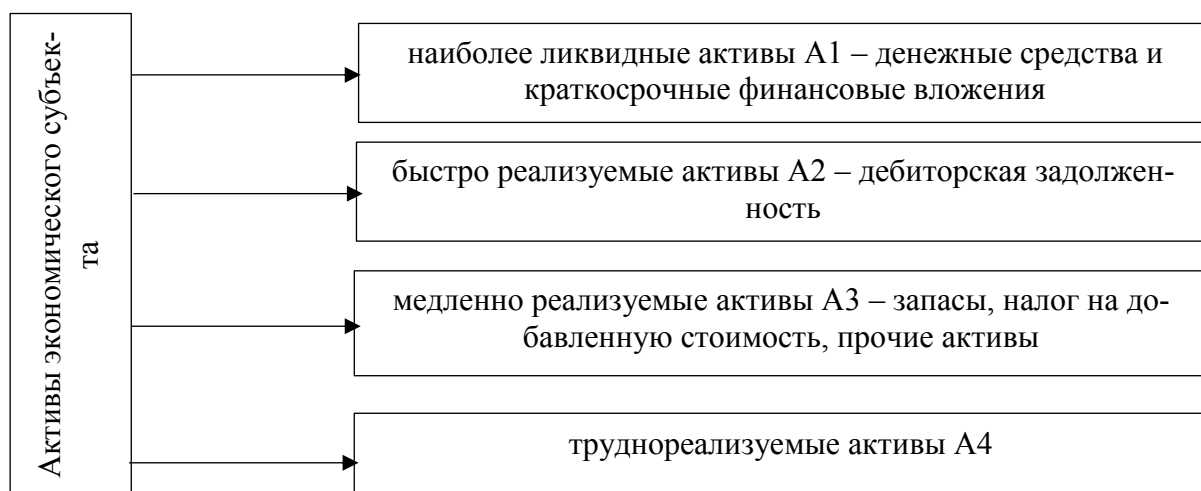 Активы экономического субъек-
та
наиболее ликвидные активы А1 – денежные средства и
краткосрочные финансовые вложения
быстро реализуемые активы А2 – дебиторская задолжен-
ность
медленно реализуемые активы А3 – запасы, налог на до-
бавленную стоимость, прочие активы
труднореализуемые активы А4